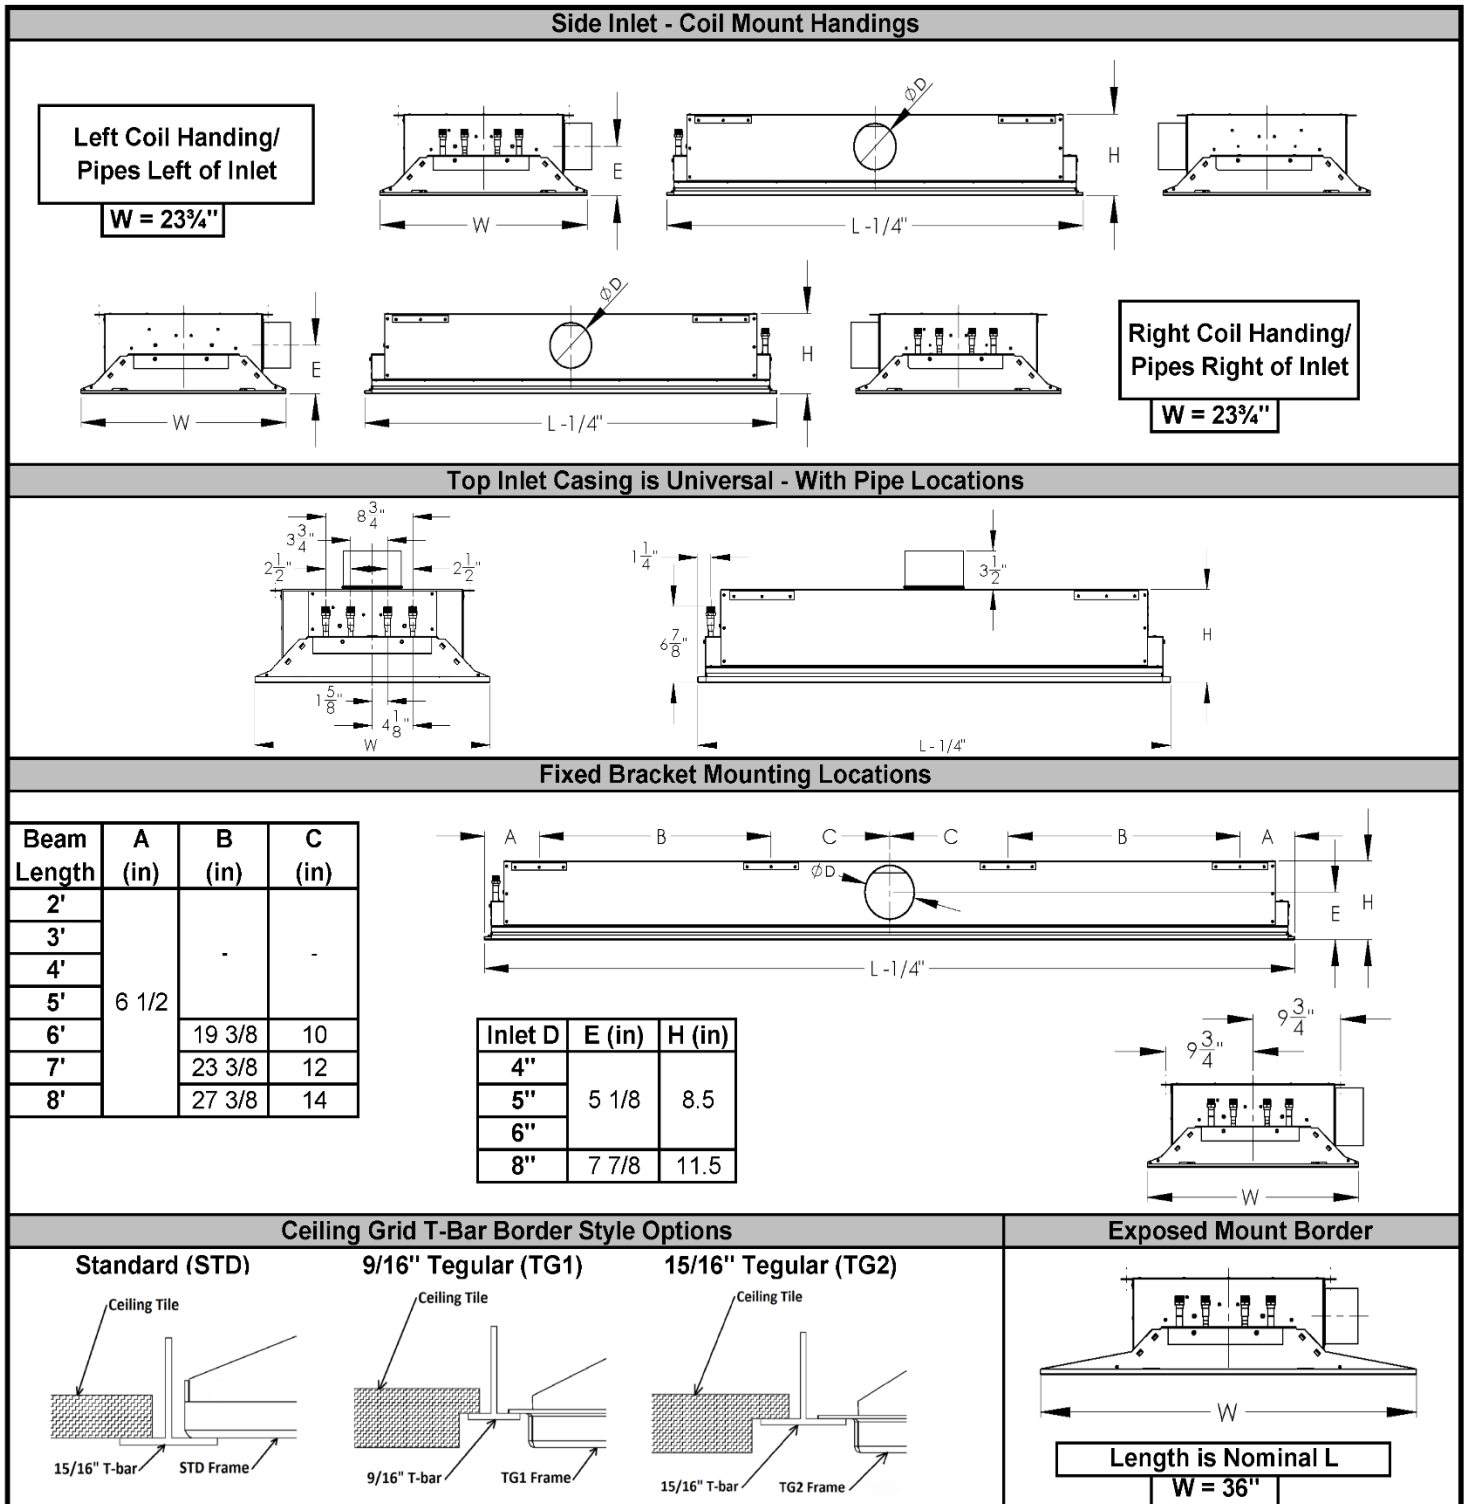 Side Inlet - Coil Mount Handings
Left Coil Handing/
Pipes Left of Inlet
W = 23¾"
E
W
ØD
H
L -1/4"
E
W
ØD
H
L -1/4"
Right Coil Handing/
Pipes Right of Inlet
W = 23¾"
Top Inlet Casing is Universal - With Pipe Locations
8 3/4"
3 3/4"
2 1/2"
2 1/2"
1 5/8"
4 1/8"
W
1 1/4"
3 1/2"
6 7/8"
H
L - 1/4"
Fixed Bracket Mounting Locations
Beam Length A (in) B (in) C (in)
2'
3'
- -
4'
5' 6 1/2
6' 19 3/8 10
7' 23 3/8 12
8' 27 3/8 14
A B C C B A
ØD
E
H
L -1/4"
Inlet D E (in) H (in)
4"
5" 5 1/8 8.5
6"
8" 7 7/8 11.5
9 3/4"
9 3/4"
W
Ceiling Grid T-Bar Border Style Options
Standard (STD)
Ceiling Tile
15/16" T-bar
STD Frame
9/16" Tegular (TG1)
Ceiling Tile
9/16" T-bar
TG1 Frame
15/16" Tegular (TG2)
Ceiling Tile
15/16" T-bar
TG2 Frame
Exposed Mount Border
W
Length is Nominal L
W = 36"